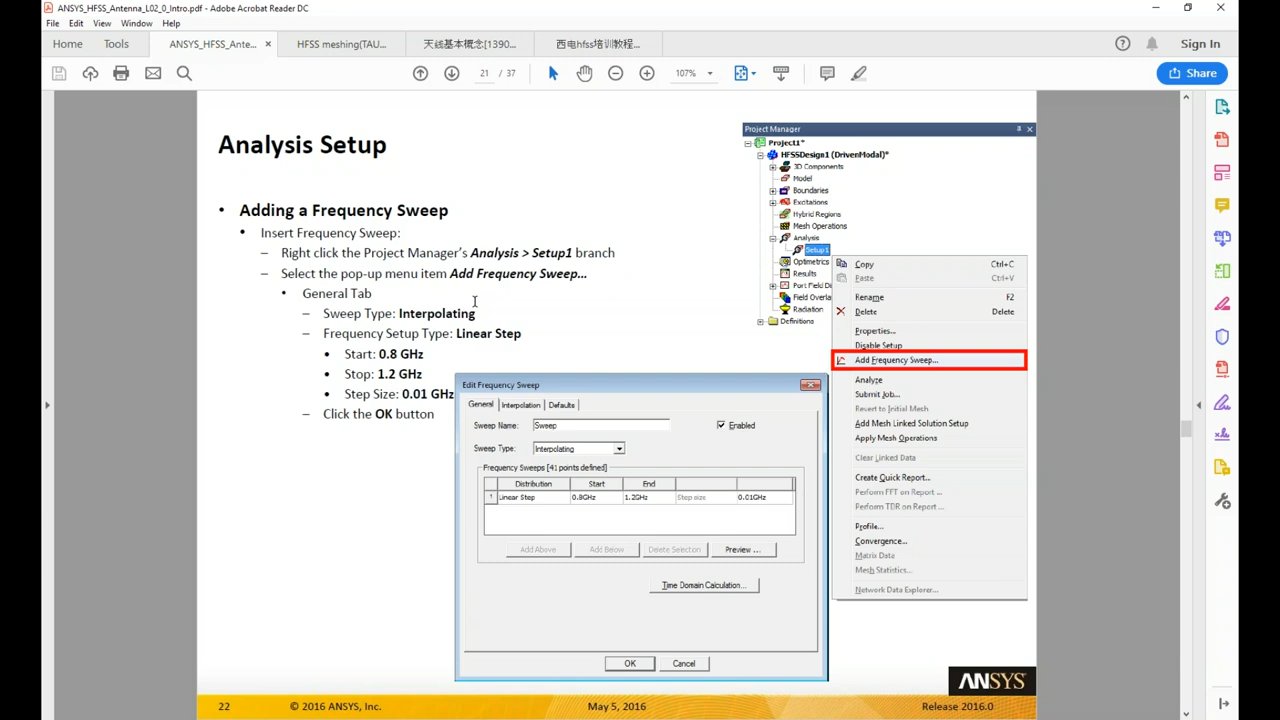 ANSYS_HFSS_Antenna_L02_0_Intro.pdf - Adobe Acrobat Reader DC
File Edit View Window Help
Home Tools ANSYS_HFSS_Ante... × HFSS meshing(TAU... 天线基本概念[1390... 西电hfss培训教程... Sign In
21 / 37 107% Share
Analysis Setup
• Adding a Frequency Sweep
• Insert Frequency Sweep:
– Right click the Project Manager's Analysis > Setup1 branch
– Select the pop-up menu item Add Frequency Sweep...
• General Tab
– Sweep Type: Interpolating
– Frequency Setup Type: Linear Step
• Start: 0.8 GHz
• Stop: 1.2 GHz
• Step Size: 0.01 GHz
– Click the OK button
Project Manager
Project1*
HFSSDesign1 (DrivenModal)*
3D Components
Model
Boundaries
Excitations
Hybrid Regions
Mesh Operations
Analysis
Setup1
Optimetrics
Results
Port Field Di
Field Overla
Radiation
Definitions
Copy Ctrl+C
Paste Ctrl+V
Rename F2
Delete Delete
Properties...
Disable Setup
Add Frequency Sweep...
Analyze
Submit Job...
Revert to Initial Mesh
Add Mesh Linked Solution Setup
Apply Mesh Operations
Clear Linked Data
Create Quick Report...
Perform FFT on Report ...
Perform TDR on Report ...
Profile...
Convergence...
Matrix Data
Mesh Statistics...
Network Data Explorer...
Edit Frequency Sweep
General Interpolation Defaults
Sweep Name: Sweep Enabled
Sweep Type: Interpolating
Frequency Sweeps [41 points defined]
Distribution Start End
1 Linear Step 0.8GHz 1.2GHz Step size 0.01GHz
Add Above Add Below Delete Selection Preview ...
Time Domain Calculation...
OK Cancel
ANSYS
22 © 2016 ANSYS, Inc. May 5, 2016 Release 2016.0